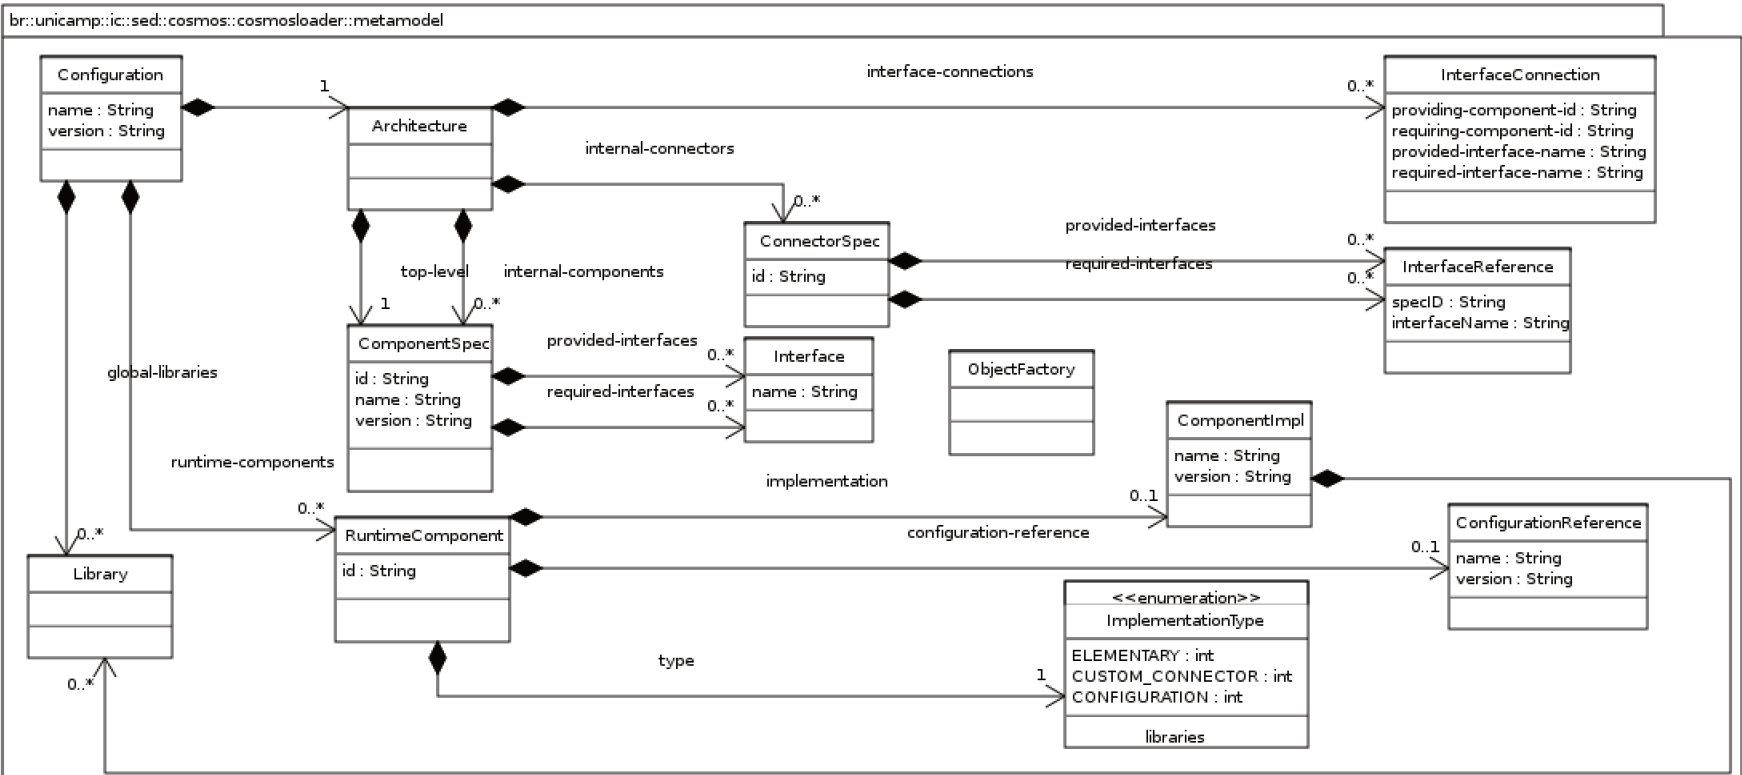 br::unicamp::ic::sed::cosmos::cosmosloader::metamodel
Configuration
name : String
version : String
1
Architecture
interface-connections
0..*
InterfaceConnection
providing-component-id : String
requiring-component-id : String
provided-interface-name : String
required-interface-name : String
internal-connectors
0..*
ConnectorSpec
id : String
provided-interfaces
0..*
required-interfaces
0..*
InterfaceReference
specID : String
interfaceName : String
top-level
internal-components
1
0..*
ComponentSpec
id : String
name : String
version : String
provided-interfaces
0..*
required-interfaces
0..*
Interface
name : String
ObjectFactory
global-libraries
runtime-components
0..*
0..*
Library
0..*
RuntimeComponent
id : String
implementation
0..1
ComponentImpl
name : String
version : String
configuration-reference
0..1
ConfigurationReference
name : String
version : String
type
1
<<enumeration>>
ImplementationType
ELEMENTARY : int
CUSTOM_CONNECTOR : int
CONFIGURATION : int
libraries